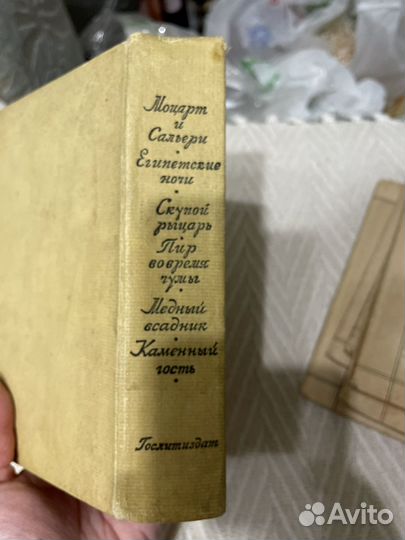 Моцарт
и
Сальери
Египетские
ночи
Скупой
рыцарь
Пир
во время
чумы
Медный
всадник
Каменный
гость
Гослитиздат
Avito